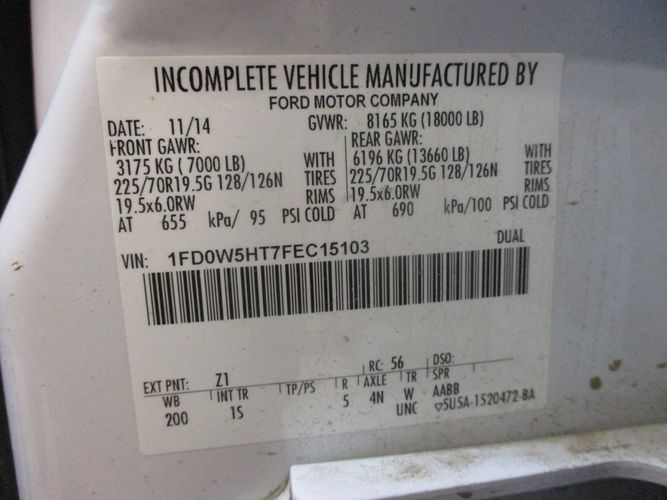 INCOMPLETE VEHICLE MANUFACTURED BY
FORD MOTOR COMPANY
DATE: 11/14 GVWR: 8165 KG (18000 LB)
FRONT GAWR: REAR GAWR:
3175 KG ( 7000 LB) WITH 6196 KG (13660 LB) WITH
225/70R19.5G 128/126N TIRES 225/70R19.5G 128/126N TIRES
19.5x6.0RW RIMS 19.5x6.0RW RIMS
AT 655 kPa/ 95 PSI COLD AT 690 kPa/100 PSI COLD
VIN: 1FD0W5HT7FEC15103 DUAL
EXT PNT: Z1 RC: 56 DSO:
WB INT TR TP/PS R AXLE TR SPR
200 1S 5 4N W AABB
UNC ▽5U5A-1520472-BA